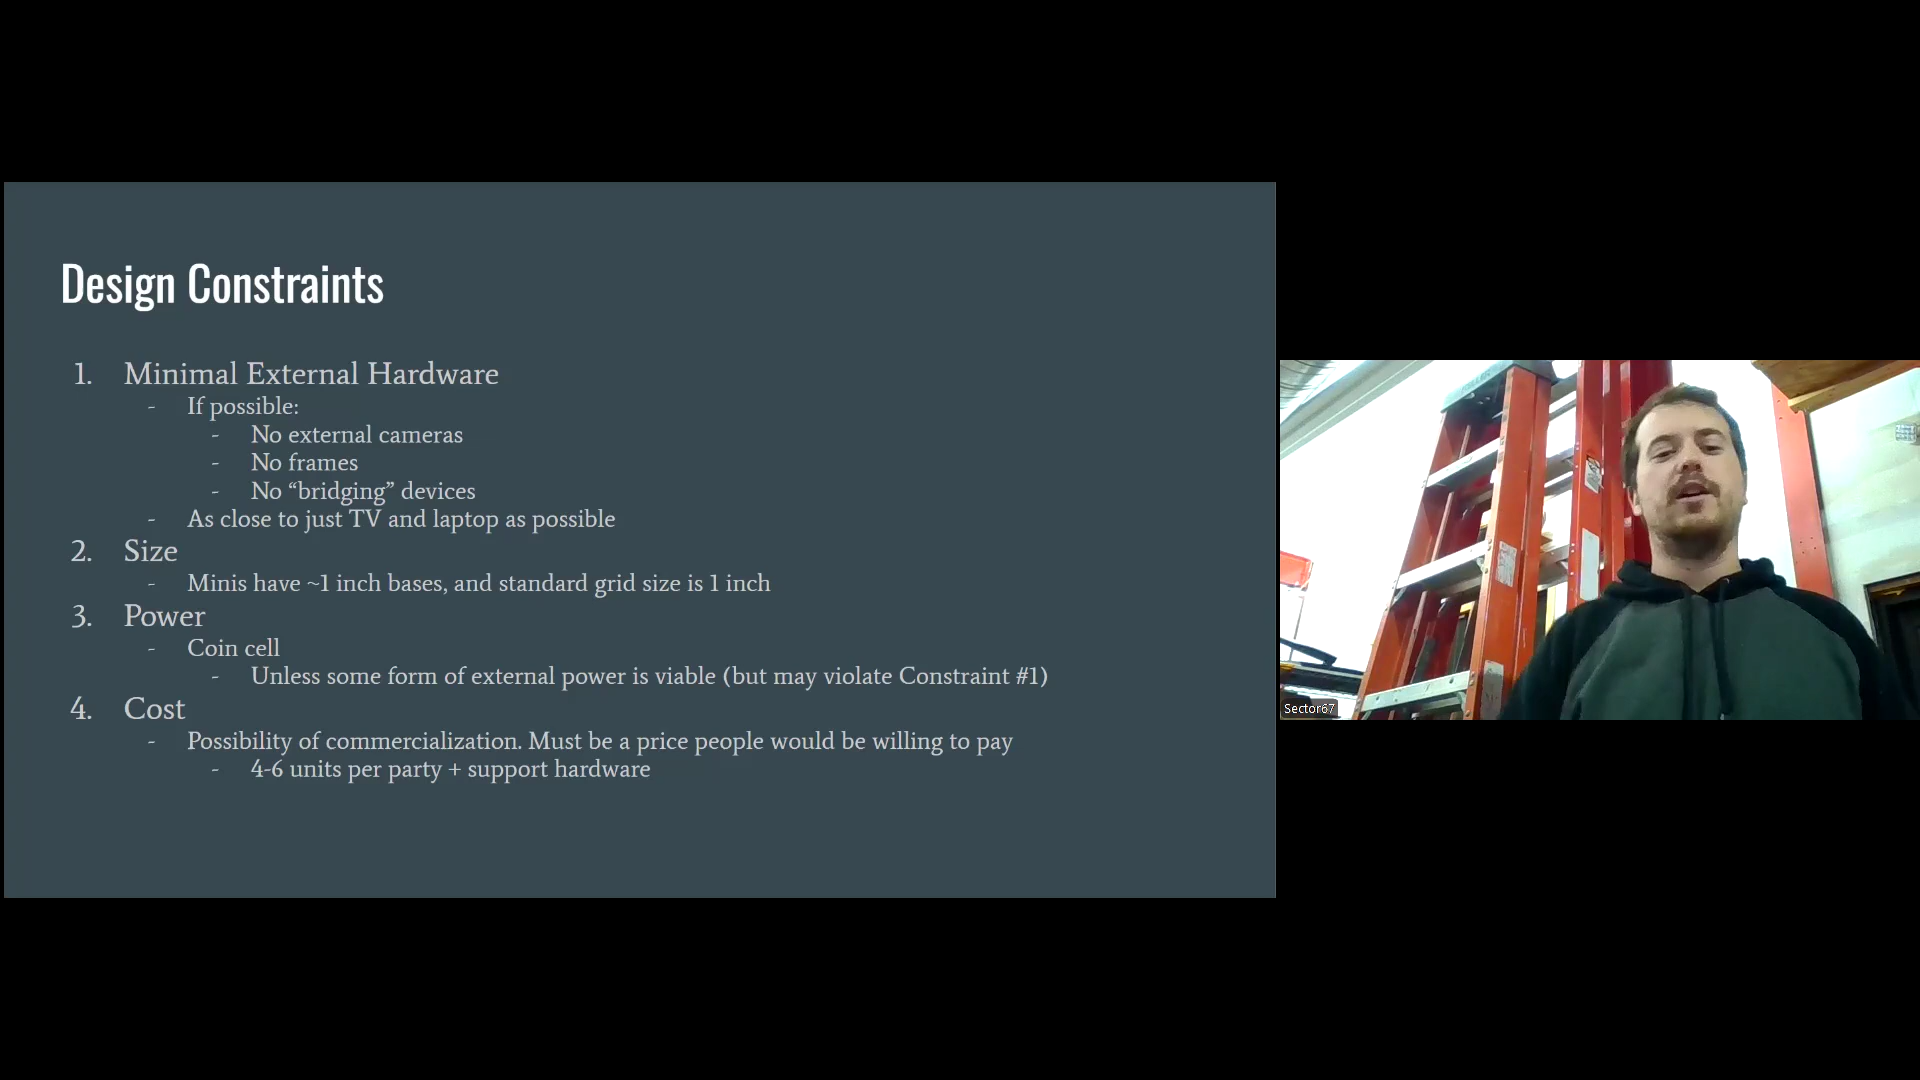 Design Constraints
1. Minimal External Hardware
- If possible:
- No external cameras
- No frames
- No “bridging” devices
- As close to just TV and laptop as possible
2. Size
- Minis have ~1 inch bases, and standard grid size is 1 inch
3. Power
- Coin cell
- Unless some form of external power is viable (but may violate Constraint #1)
4. Cost
- Possibility of commercialization. Must be a price people would be willing to pay
- 4-6 units per party + support hardware
Sector67